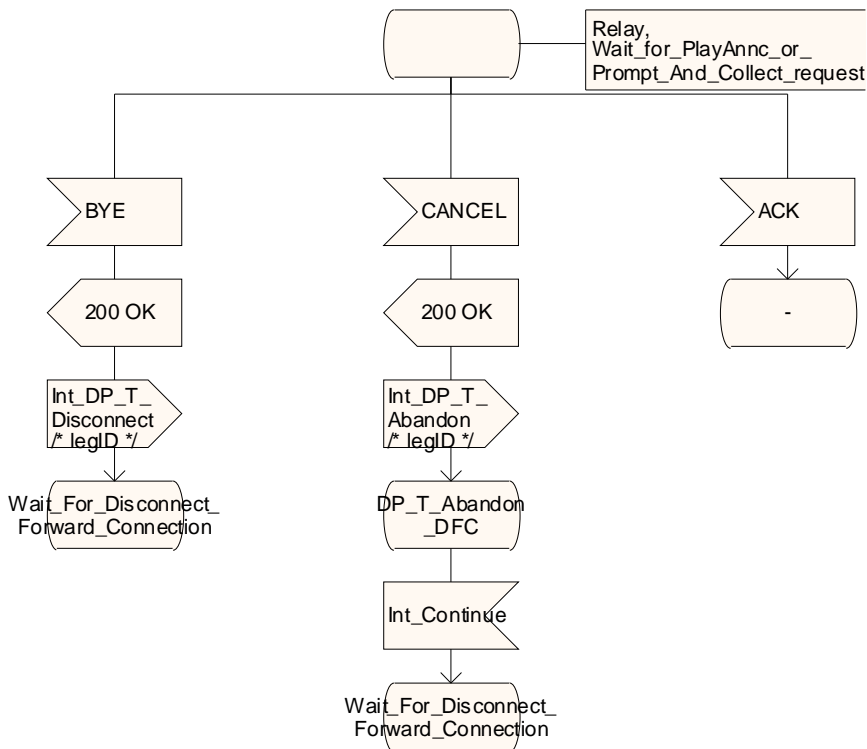 Relay,
Wait_for_PlayAnnc_or_
Prompt_And_Collect_request
BYE
CANCEL
ACK
200 OK
200 OK
-
Int_DP_T_
Disconnect
/* legID */
Int_DP_T_
Abandon
/* legID */
Wait_For_Disconnect_
Forward_Connection
DP_T_Abandon
_DFC
Int_Continue
Wait_For_Disconnect_
Forward_Connection